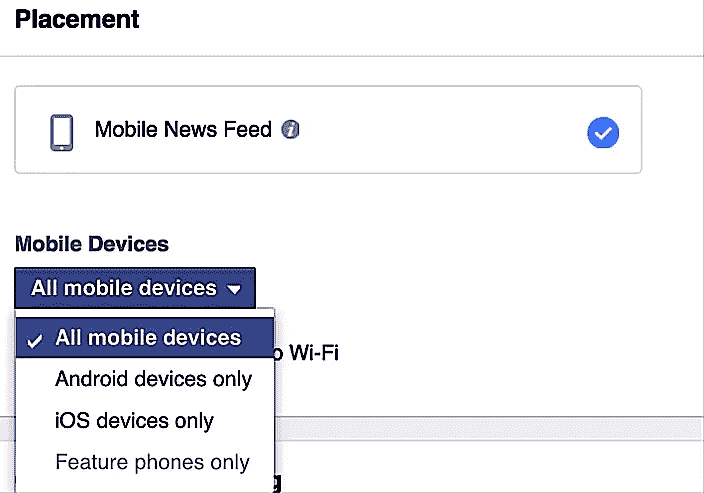 Placement
Mobile News Feed
Mobile Devices
All mobile devices
All mobile devices
Wi-Fi
Android devices only
iOS devices only
Feature phones only